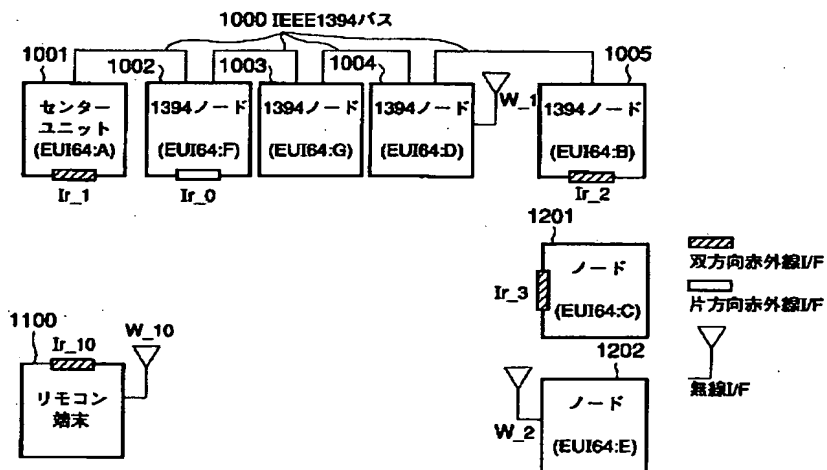 1000 IEEE1394バス
1001
1002
1003
1004
1005
センター
ユニット
(EUI64:A)
1394ノード
(EUI64:F)
1394ノード
(EUI64:G)
1394ノード
(EUI64:D)
W_1
1394ノード
(EUI64:B)
Ir_1
Ir_0
Ir_2
1201
ノード
(EUI64:C)
Ir_3
双方向赤外線I/F
片方向赤外線I/F
無線I/F
1100
Ir_10
W_10
リモコン
端末
1202
ノード
(EUI64:E)
W_2